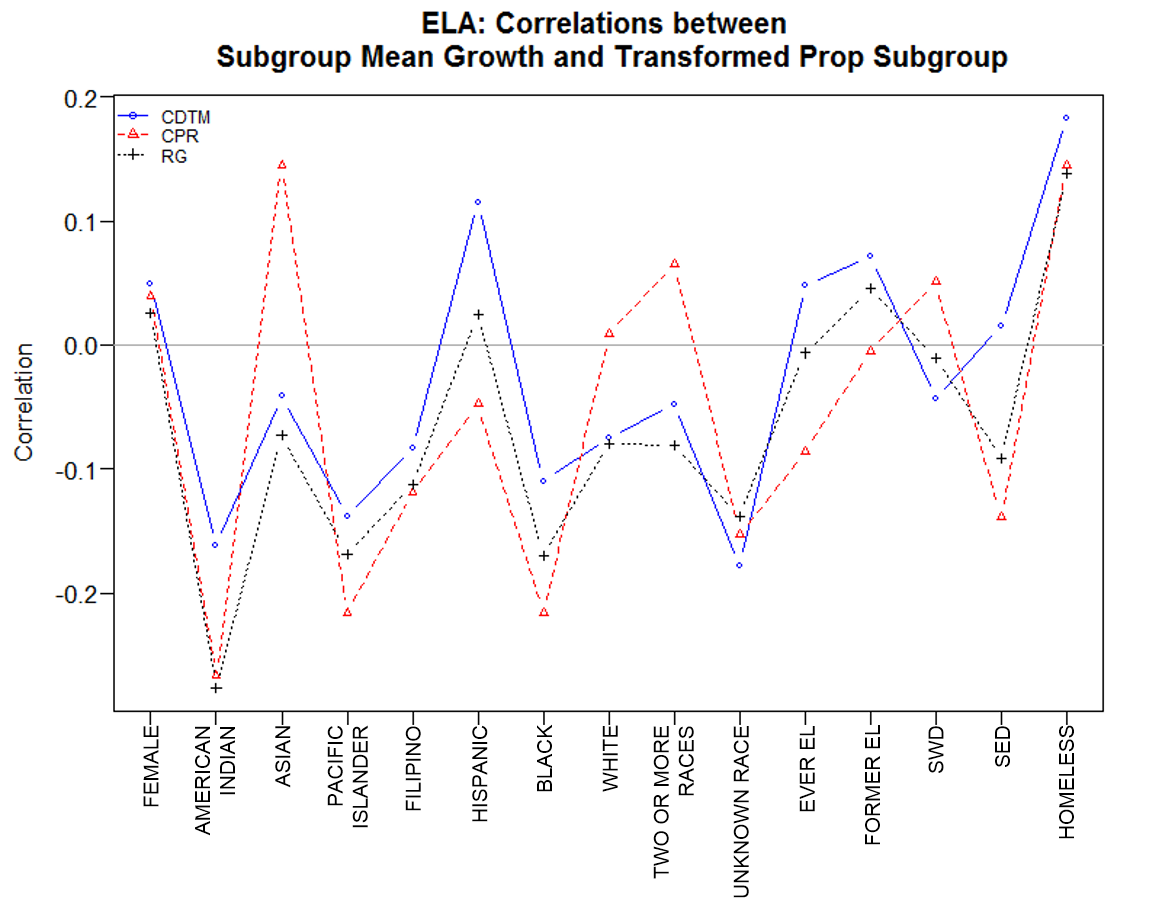 ELA: Correlations between
Subgroup Mean Growth and Transformed Prop Subgroup
Correlation
0.2
0.1
0.0
-0.1
-0.2
CDTM
CPR
RG
FEMALE
AMERICAN
INDIAN
ASIAN
PACIFIC
ISLANDER
FILIPINO
HISPANIC
BLACK
WHITE
TWO OR MORE
RACES
UNKNOWN RACE
EVER EL
FORMER EL
SWD
SED
HOMELESS